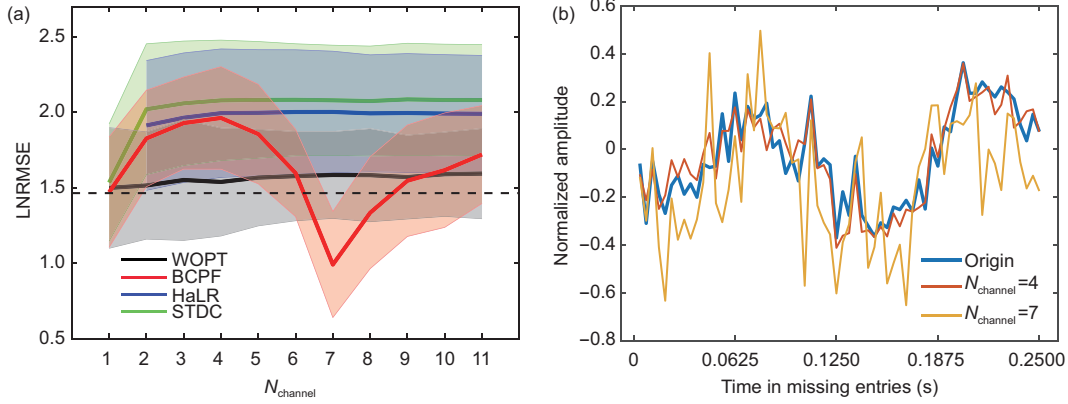 (a)
2.5
2.0
1.5
1.0
0.5
LNRMSE
WOPT
BCPF
HaLR
STDC
1 2 3 4 5 6 7 8 9 10 11
Nchannel
(b)
0.6
0.4
0.2
0
−0.2
−0.4
−0.6
−0.8
Normalized amplitude
Origin
Nchannel=4
Nchannel=7
0 0.0625 0.1250 0.1875 0.2500
Time in missing entries (s)